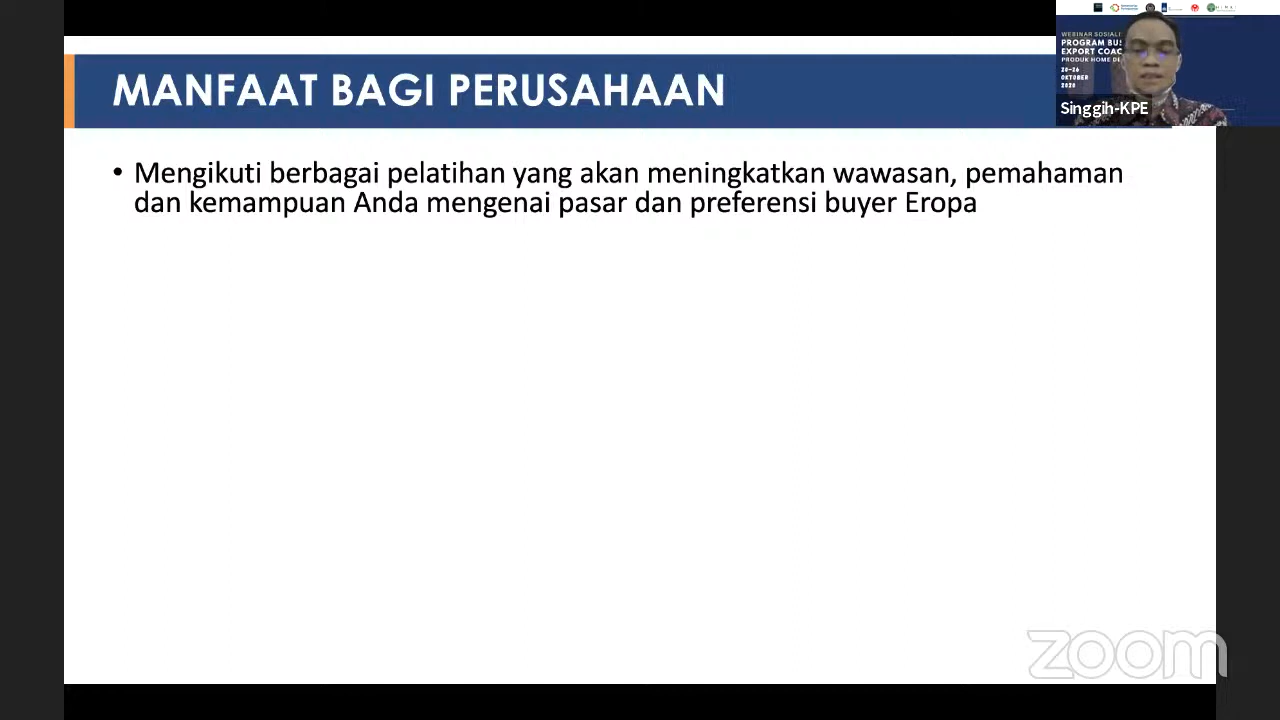 MANFAAT BAGI PERUSAHAAN
• Mengikuti berbagai pelatihan yang akan meningkatkan wawasan, pemahaman
dan kemampuan Anda mengenai pasar dan preferensi buyer Eropa
WEBINAR SOSIALI
PROGRAM BUS
EXPORT COAC
PRODUK HOME DE
20-26
OKTOBER
2020
Singgih-KPE
zoom